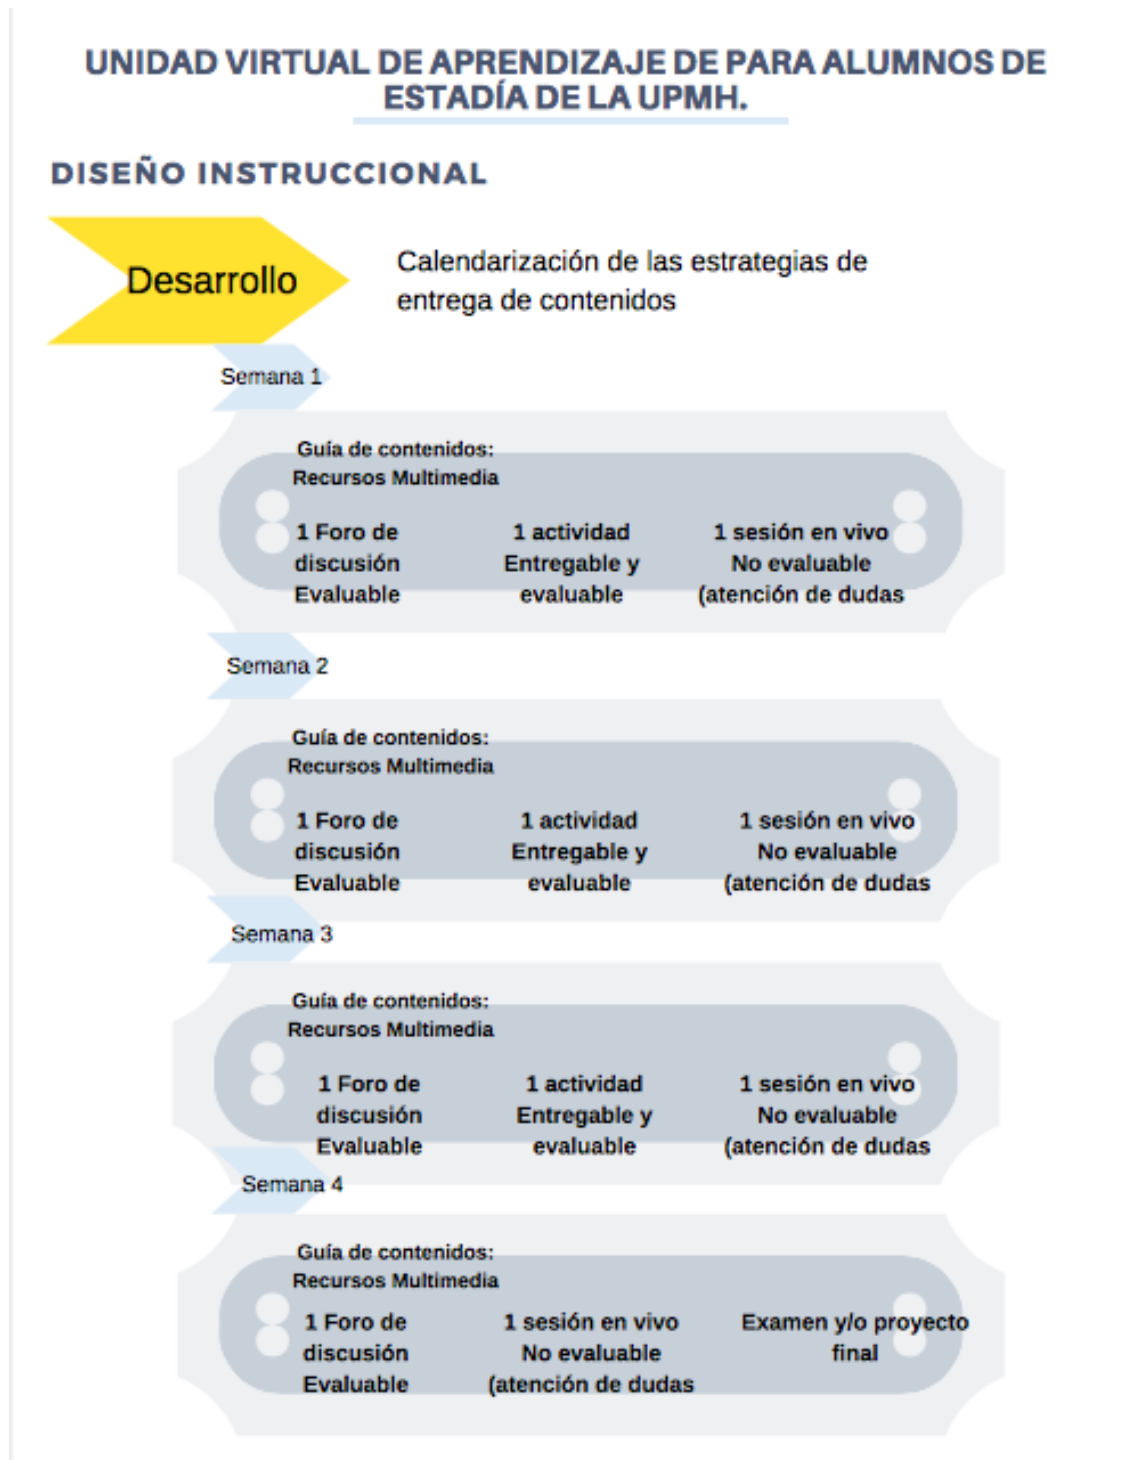 UNIDAD VIRTUAL DE APRENDIZAJE DE PARA ALUMNOS DE
ESTADÍA DE LA UPMH.
DISEÑO INSTRUCCIONAL
Desarrollo
Calendarización de las estrategias de
entrega de contenidos
Semana 1
Guía de contenidos:
Recursos Multimedia
1 Foro de
discusión
Evaluable
1 actividad
Entregable y
evaluable
1 sesión en vivo
No evaluable
(atención de dudas
Semana 2
Guía de contenidos:
Recursos Multimedia
1 Foro de
discusión
Evaluable
1 actividad
Entregable y
evaluable
1 sesión en vivo
No evaluable
(atención de dudas
Semana 3
Guía de contenidos:
Recursos Multimedia
1 Foro de
discusión
Evaluable
1 actividad
Entregable y
evaluable
1 sesión en vivo
No evaluable
(atención de dudas
Semana 4
Guía de contenidos:
Recursos Multimedia
1 Foro de
discusión
Evaluable
1 sesión en vivo
No evaluable
(atención de dudas
Examen y/o proyecto
final